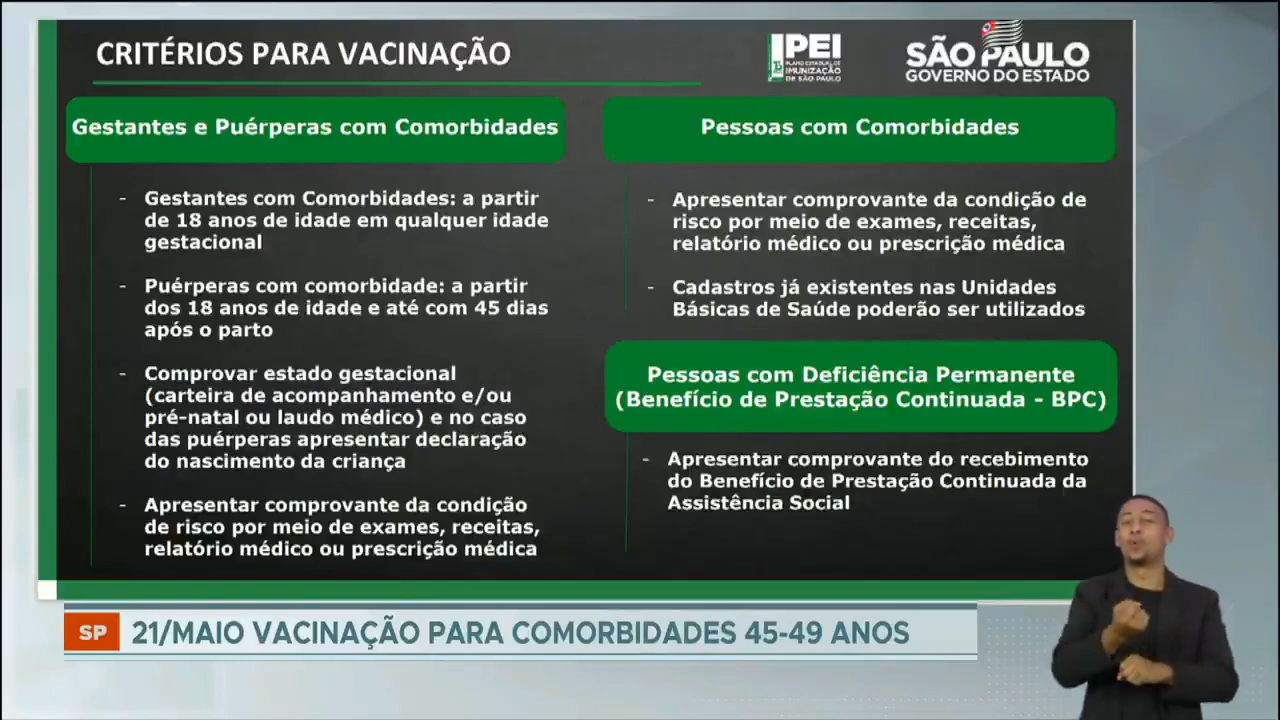 CRITÉRIOS PARA VACINAÇÃO
PEI
PLANO ESTADUAL DE
IMUNIZAÇÃO
DE SÃO PAULO
SÃO PAULO
GOVERNO DO ESTADO
Gestantes e Puérperas com Comorbidades
- Gestantes com Comorbidades: a partir
de 18 anos de idade em qualquer idade
gestacional
- Puérperas com comorbidade: a partir
dos 18 anos de idade e até com 45 dias
após o parto
- Comprovar estado gestacional
(carteira de acompanhamento e/ou
pré-natal ou laudo médico) e no caso
das puérperas apresentar declaração
do nascimento da criança
- Apresentar comprovante da condição
de risco por meio de exames, receitas,
relatório médico ou prescrição médica
Pessoas com Comorbidades
- Apresentar comprovante da condição de
risco por meio de exames, receitas,
relatório médico ou prescrição médica
- Cadastros já existentes nas Unidades
Básicas de Saúde poderão ser utilizados
Pessoas com Deficiência Permanente
(Benefício de Prestação Continuada - BPC)
- Apresentar comprovante do recebimento
do Benefício de Prestação Continuada da
Assistência Social
SP
21/MAIO VACINAÇÃO PARA COMORBIDADES 45-49 ANOS